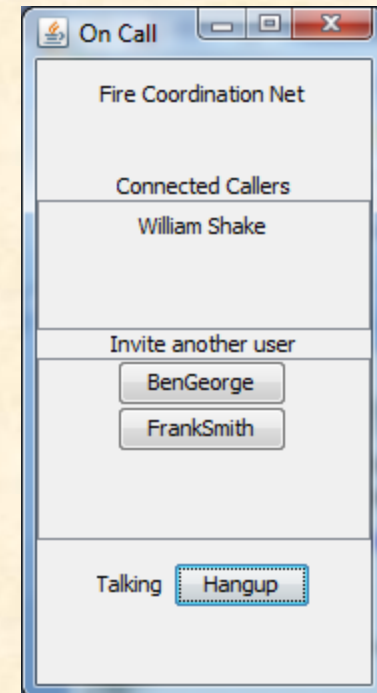 On Call
Fire Coordination Net
Connected Callers
William Shake
Invite another user
BenGeorge
FrankSmith
Talking Hangup